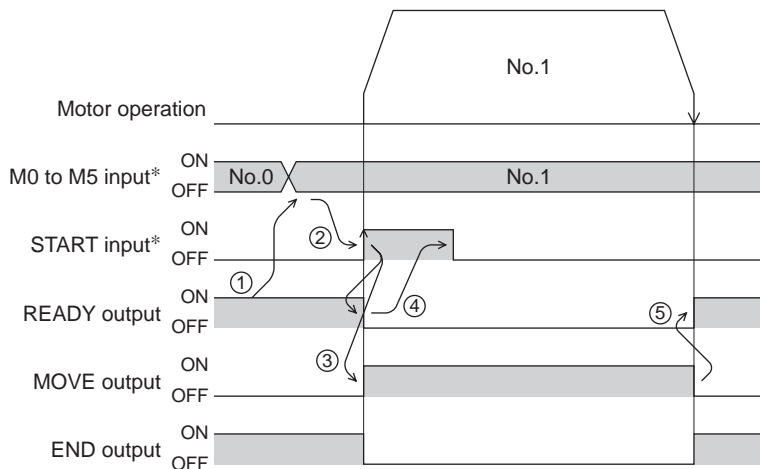 No.1
Motor operation
M0 to M5 input*
ON
OFF
No.0
No.1
START input*
ON
OFF
②
①
④
READY output
ON
OFF
⑤
③
MOVE output
ON
OFF
END output
ON
OFF